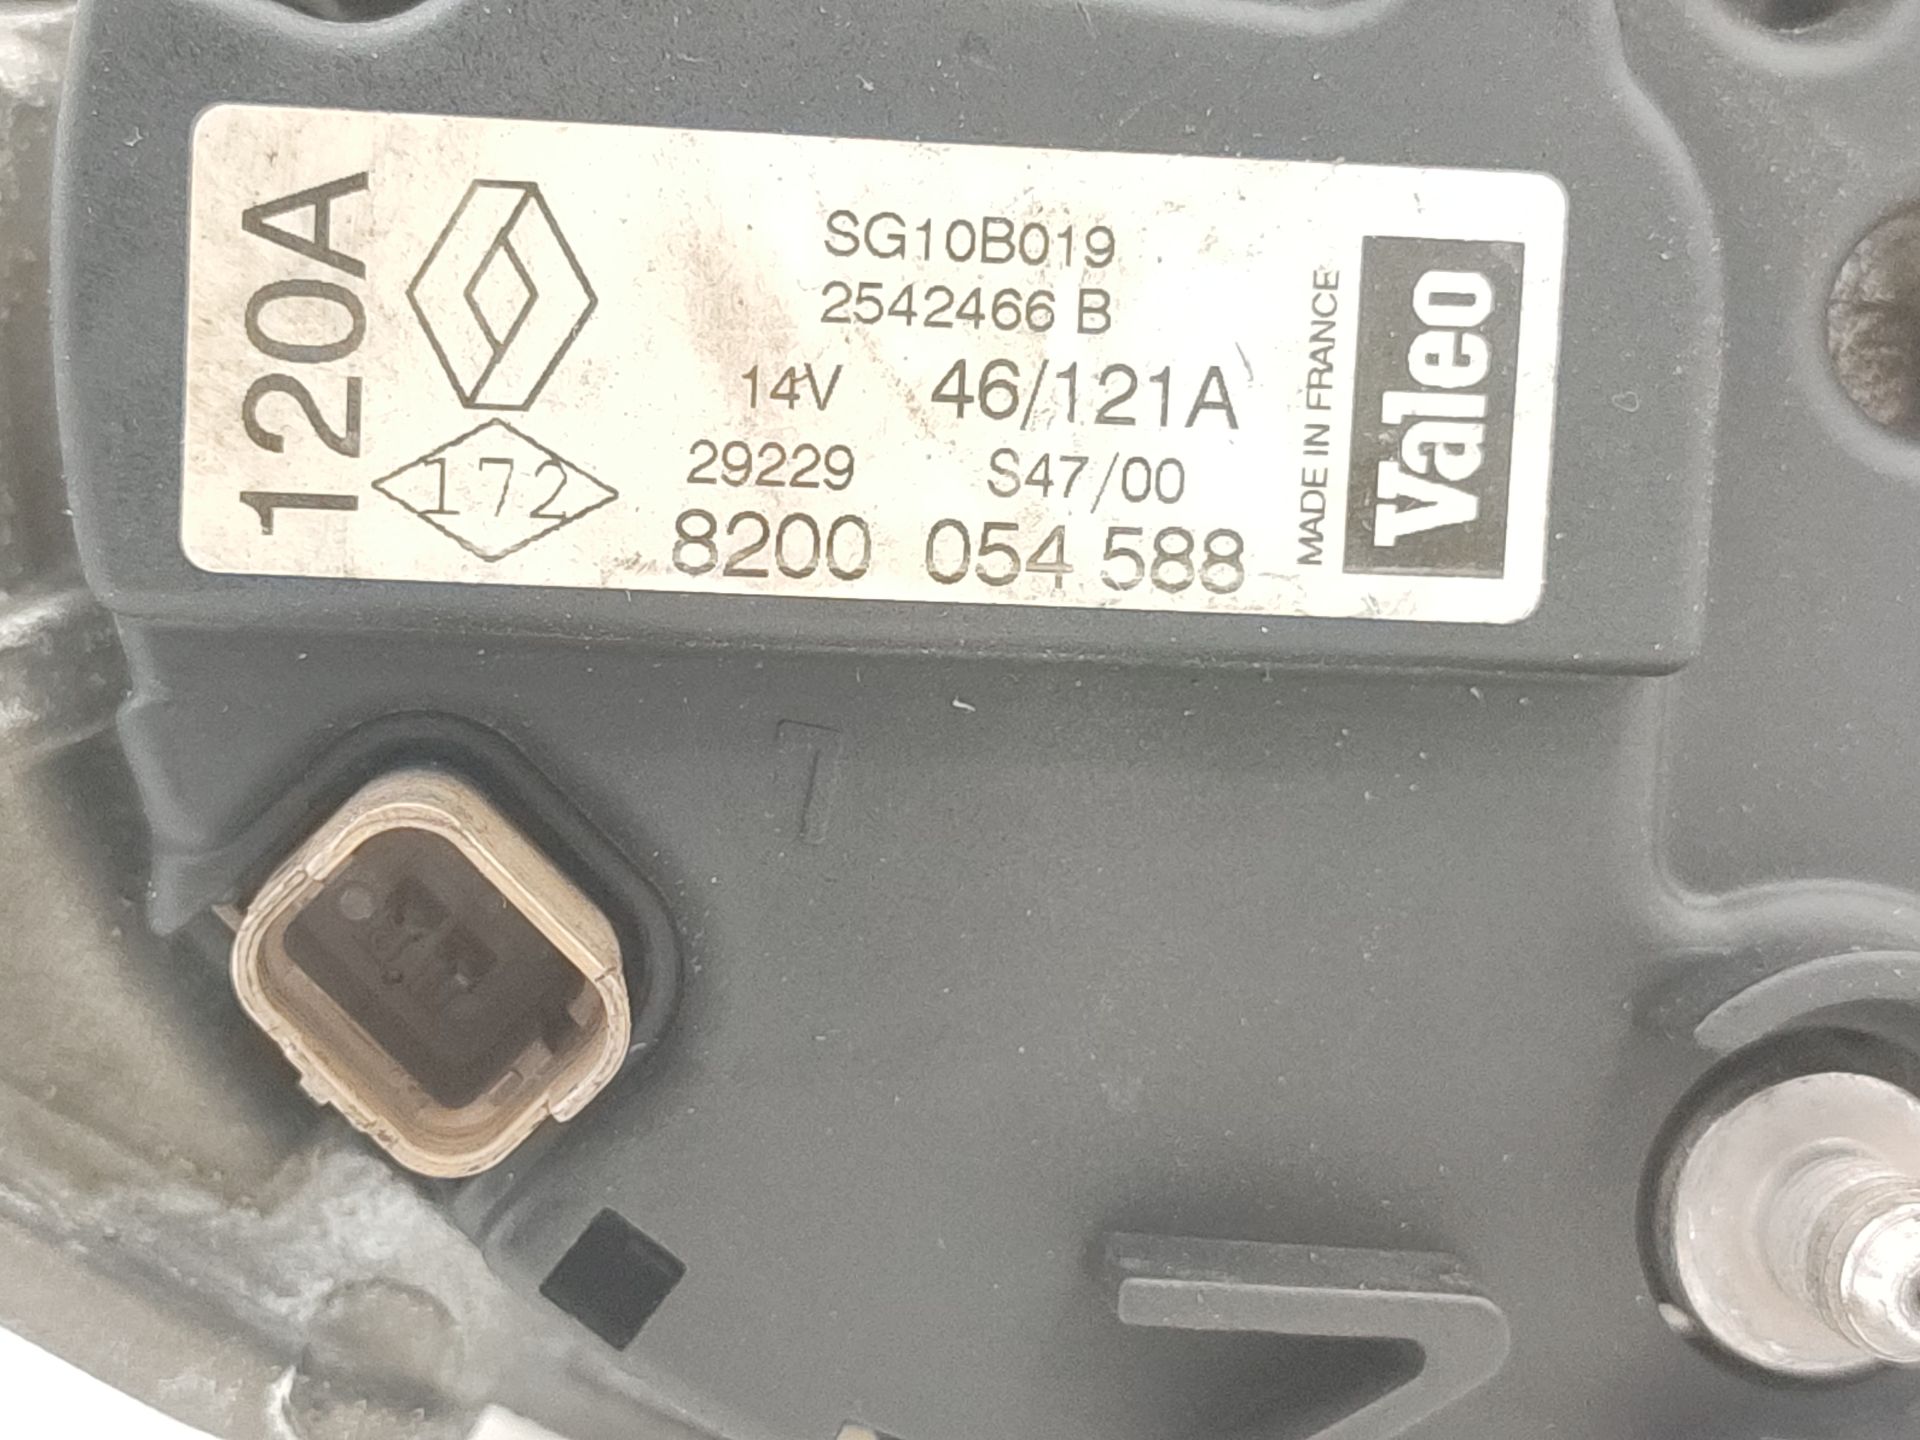 120A
172
SG10B019
2542466 B
14V 46/121A
29229 S47/00
8200 054 588
MADE IN FRANCE
Valeo